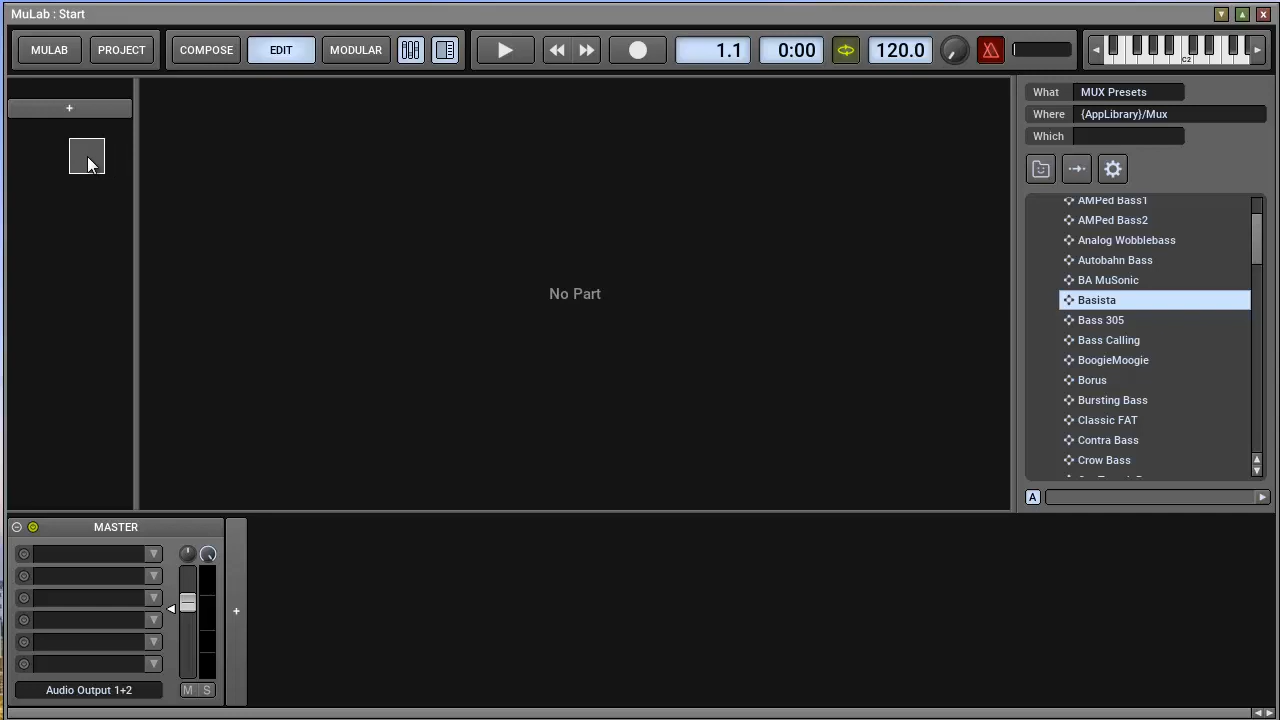 MuLab : Start
MULAB PROJECT COMPOSE EDIT MODULAR 1.1 0:00 120.0 C2
+
No Part
What MUX Presets
Where {AppLibrary}/Mux
Which
AMPed Bass1
AMPed Bass2
Analog Wobblebass
Autobahn Bass
BA MuSonic
Basista
Bass 305
Bass Calling
BoogieMoogie
Borus
Bursting Bass
Classic FAT
Contra Bass
Crow Bass
A
MASTER
+
Audio Output 1+2
M S